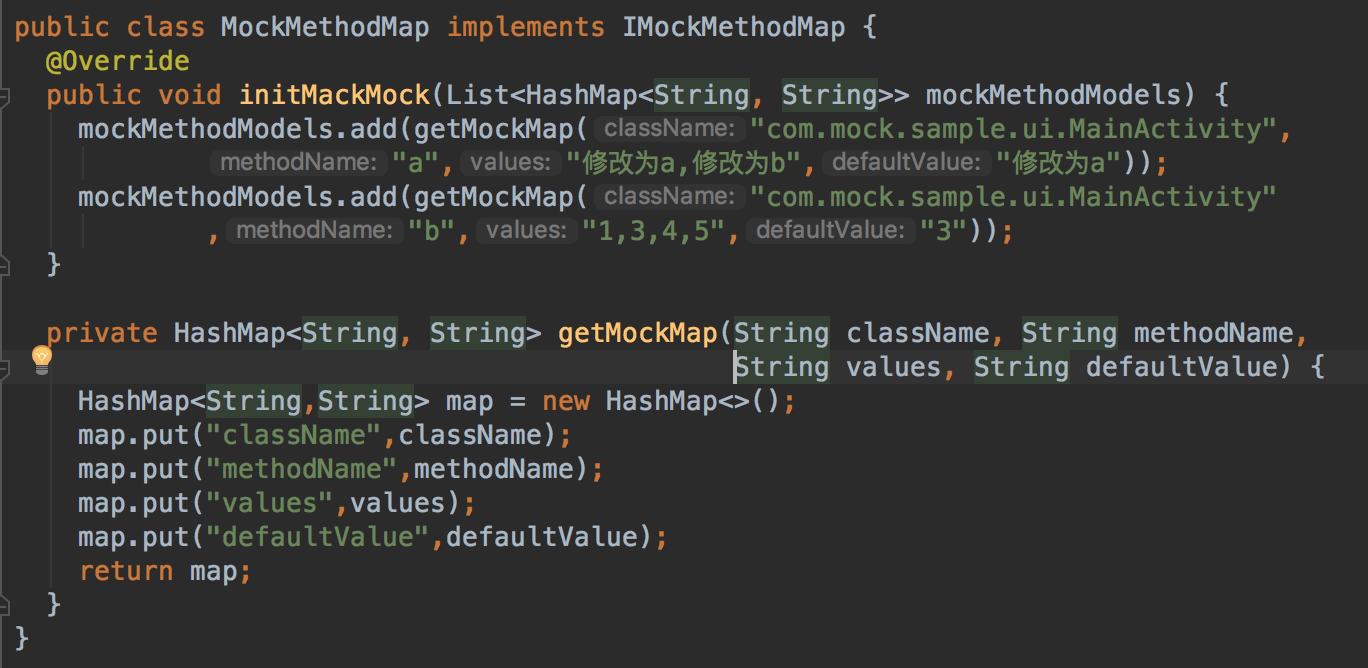 public class MockMethodMap implements IMockMethodMap {
@Override
public void initMackMock(List<HashMap<String, String>> mockMethodModels) {
mockMethodModels.add(getMockMap( className: "com.mock.sample.ui.MainActivity",
methodName: "a", values: "修改为a,修改为b", defaultValue: "修改为a"));
mockMethodModels.add(getMockMap( className: "com.mock.sample.ui.MainActivity"
, methodName: "b", values: "1,3,4,5", defaultValue: "3"));
}
private HashMap<String, String> getMockMap(String className, String methodName,
String values, String defaultValue) {
HashMap<String,String> map = new HashMap<>();
map.put("className",className);
map.put("methodName",methodName);
map.put("values",values);
map.put("defaultValue",defaultValue);
return map;
}
}